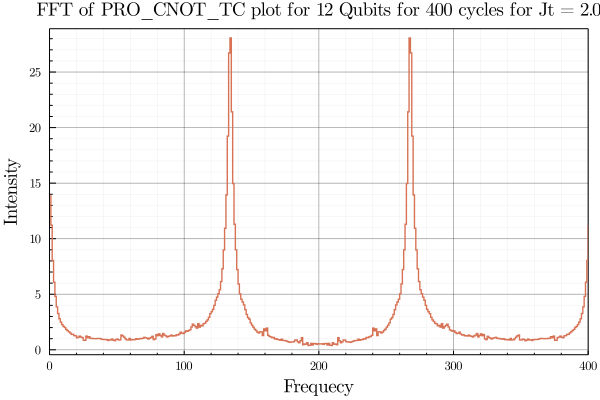 FFT of PRO_CNOT_TC plot for 12 Qubits for 400 cycles for Jt = 2.0
Intensity
25
20
15
10
5
0
0 100 200 300 400
Frequecy